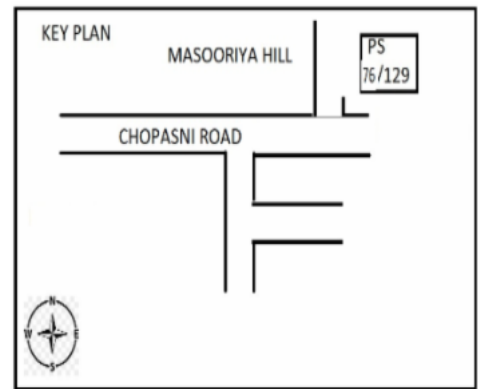 KEY PLAN
MASOORIYA HILL
PS
76/129
CHOPASNI ROAD
N
W
E
S